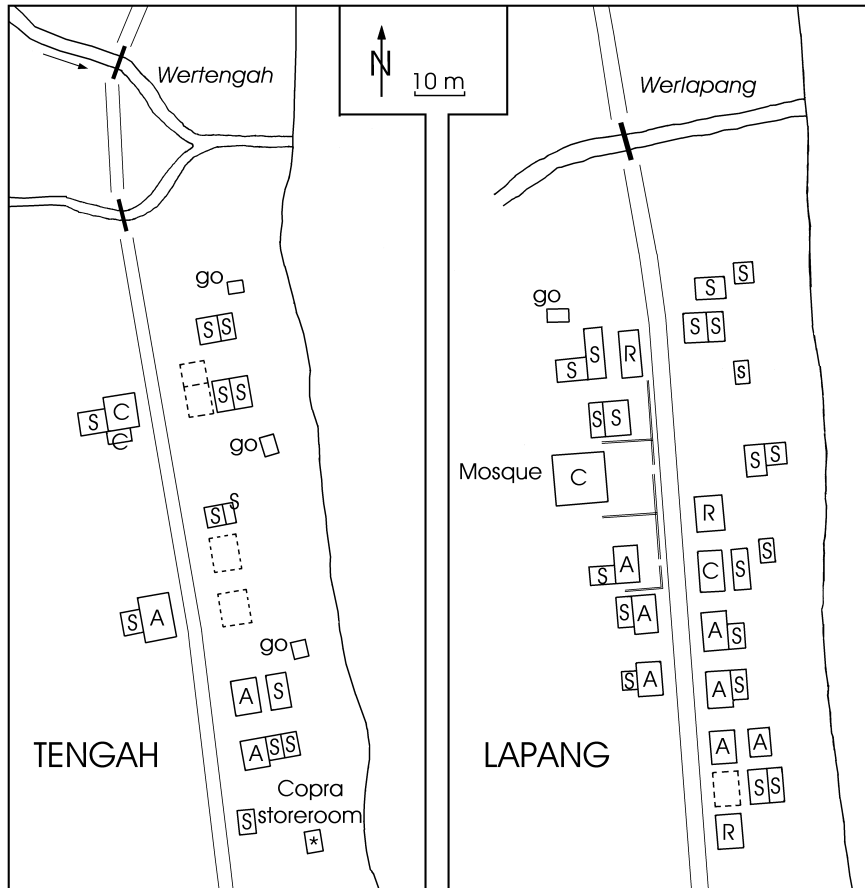 Wertengah
go
S S
S S
S C
C
go
S S
S A
go
A S
A S S
TENGAH
Copra
S storeroom
*
N
10 m
Werlapang
S
S
go
S S
S R
S
S
S S
S S
Mosque C
R
S
A C S
S
S A
A S
S A
A S
LAPANG
A A
S S
R